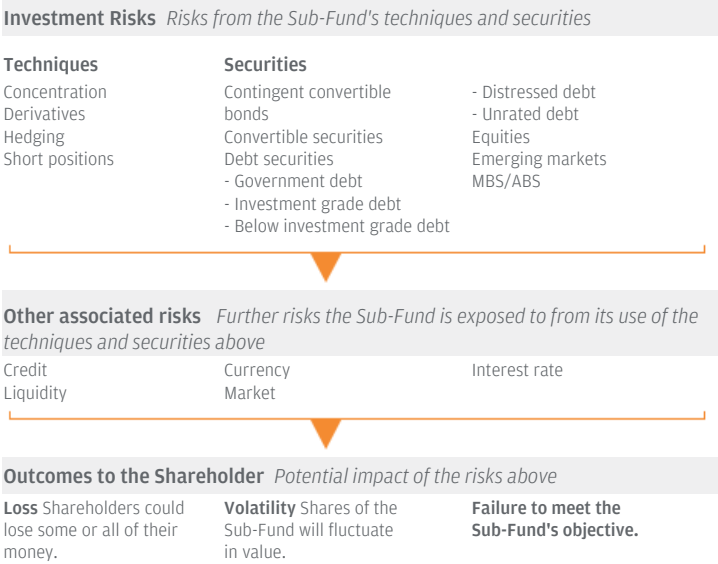 Investment Risks Risks from the Sub-Fund's techniques and securities
Techniques
Concentration
Derivatives
Hedging
Short positions
Securities
Contingent convertible
bonds
Convertible securities
Debt securities
- Government debt
- Investment grade debt
- Below investment grade debt
- Distressed debt
- Unrated debt
Equities
Emerging markets
MBS/ABS
Other associated risks Further risks the Sub-Fund is exposed to from its use of the
techniques and securities above
Credit
Liquidity
Currency
Market
Interest rate
Outcomes to the Shareholder Potential impact of the risks above
Loss Shareholders could
lose some or all of their
money.
Volatility Shares of the
Sub-Fund will fluctuate
in value.
Failure to meet the
Sub-Fund's objective.